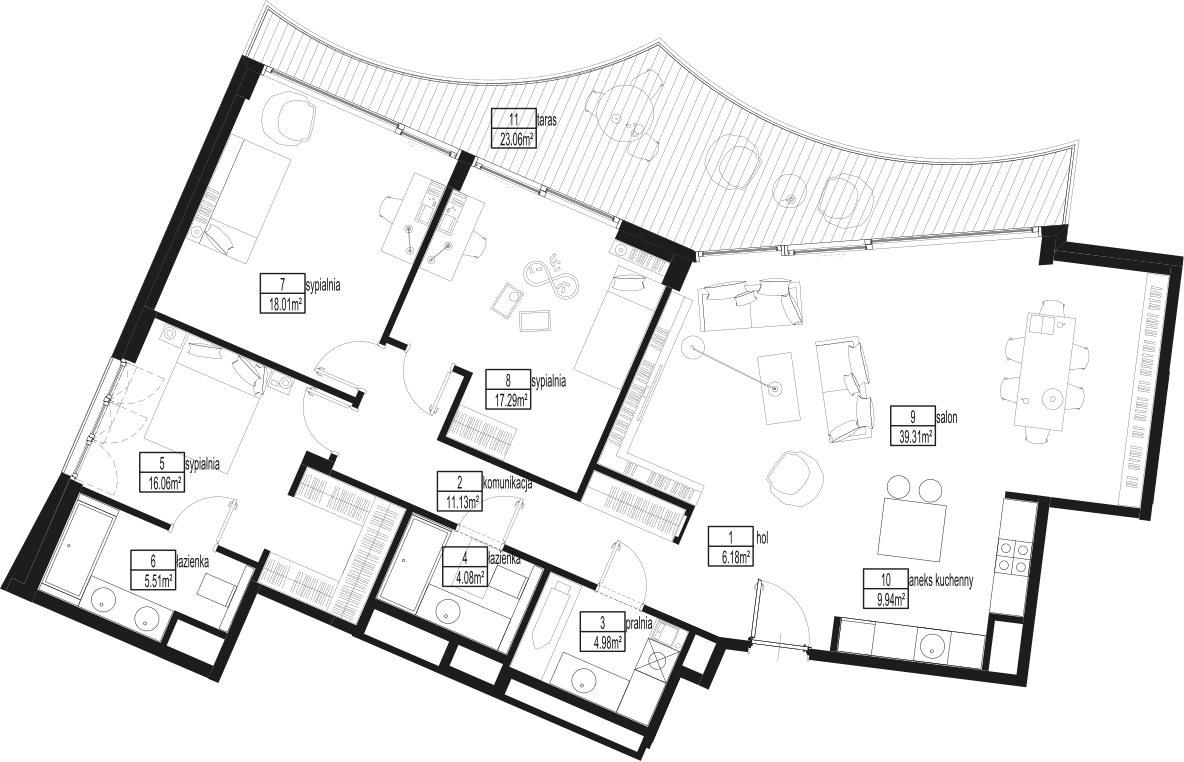 11 taras
23.06m²
7 sypialnia
18.01m²
8 sypialnia
17.29m²
9 salon
39.31m²
5 sypialnia
16.06m²
2 komunikacja
11.13m²
1 hol
6.18m²
6 łazienka
5.51m²
4 łazienka
4.08m²
10 aneks kuchenny
9.94m²
3 pralnia
4.98m²